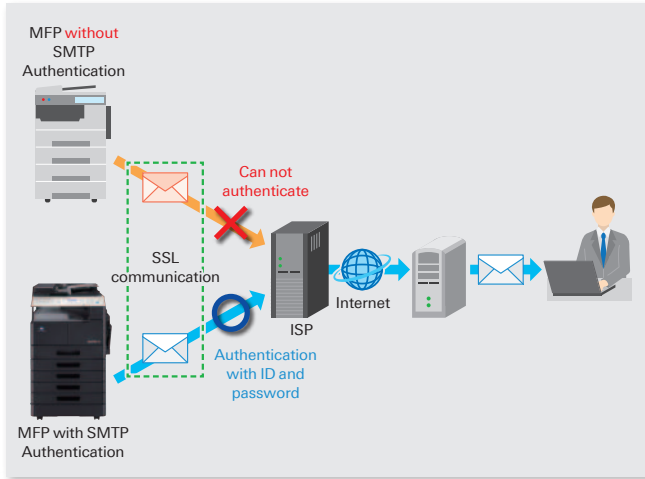 MFP without
SMTP
Authentication
Can not
authenticate
SSL
communication
Internet
ISP
Authentication
with ID and
password
MFP with SMTP
Authentication